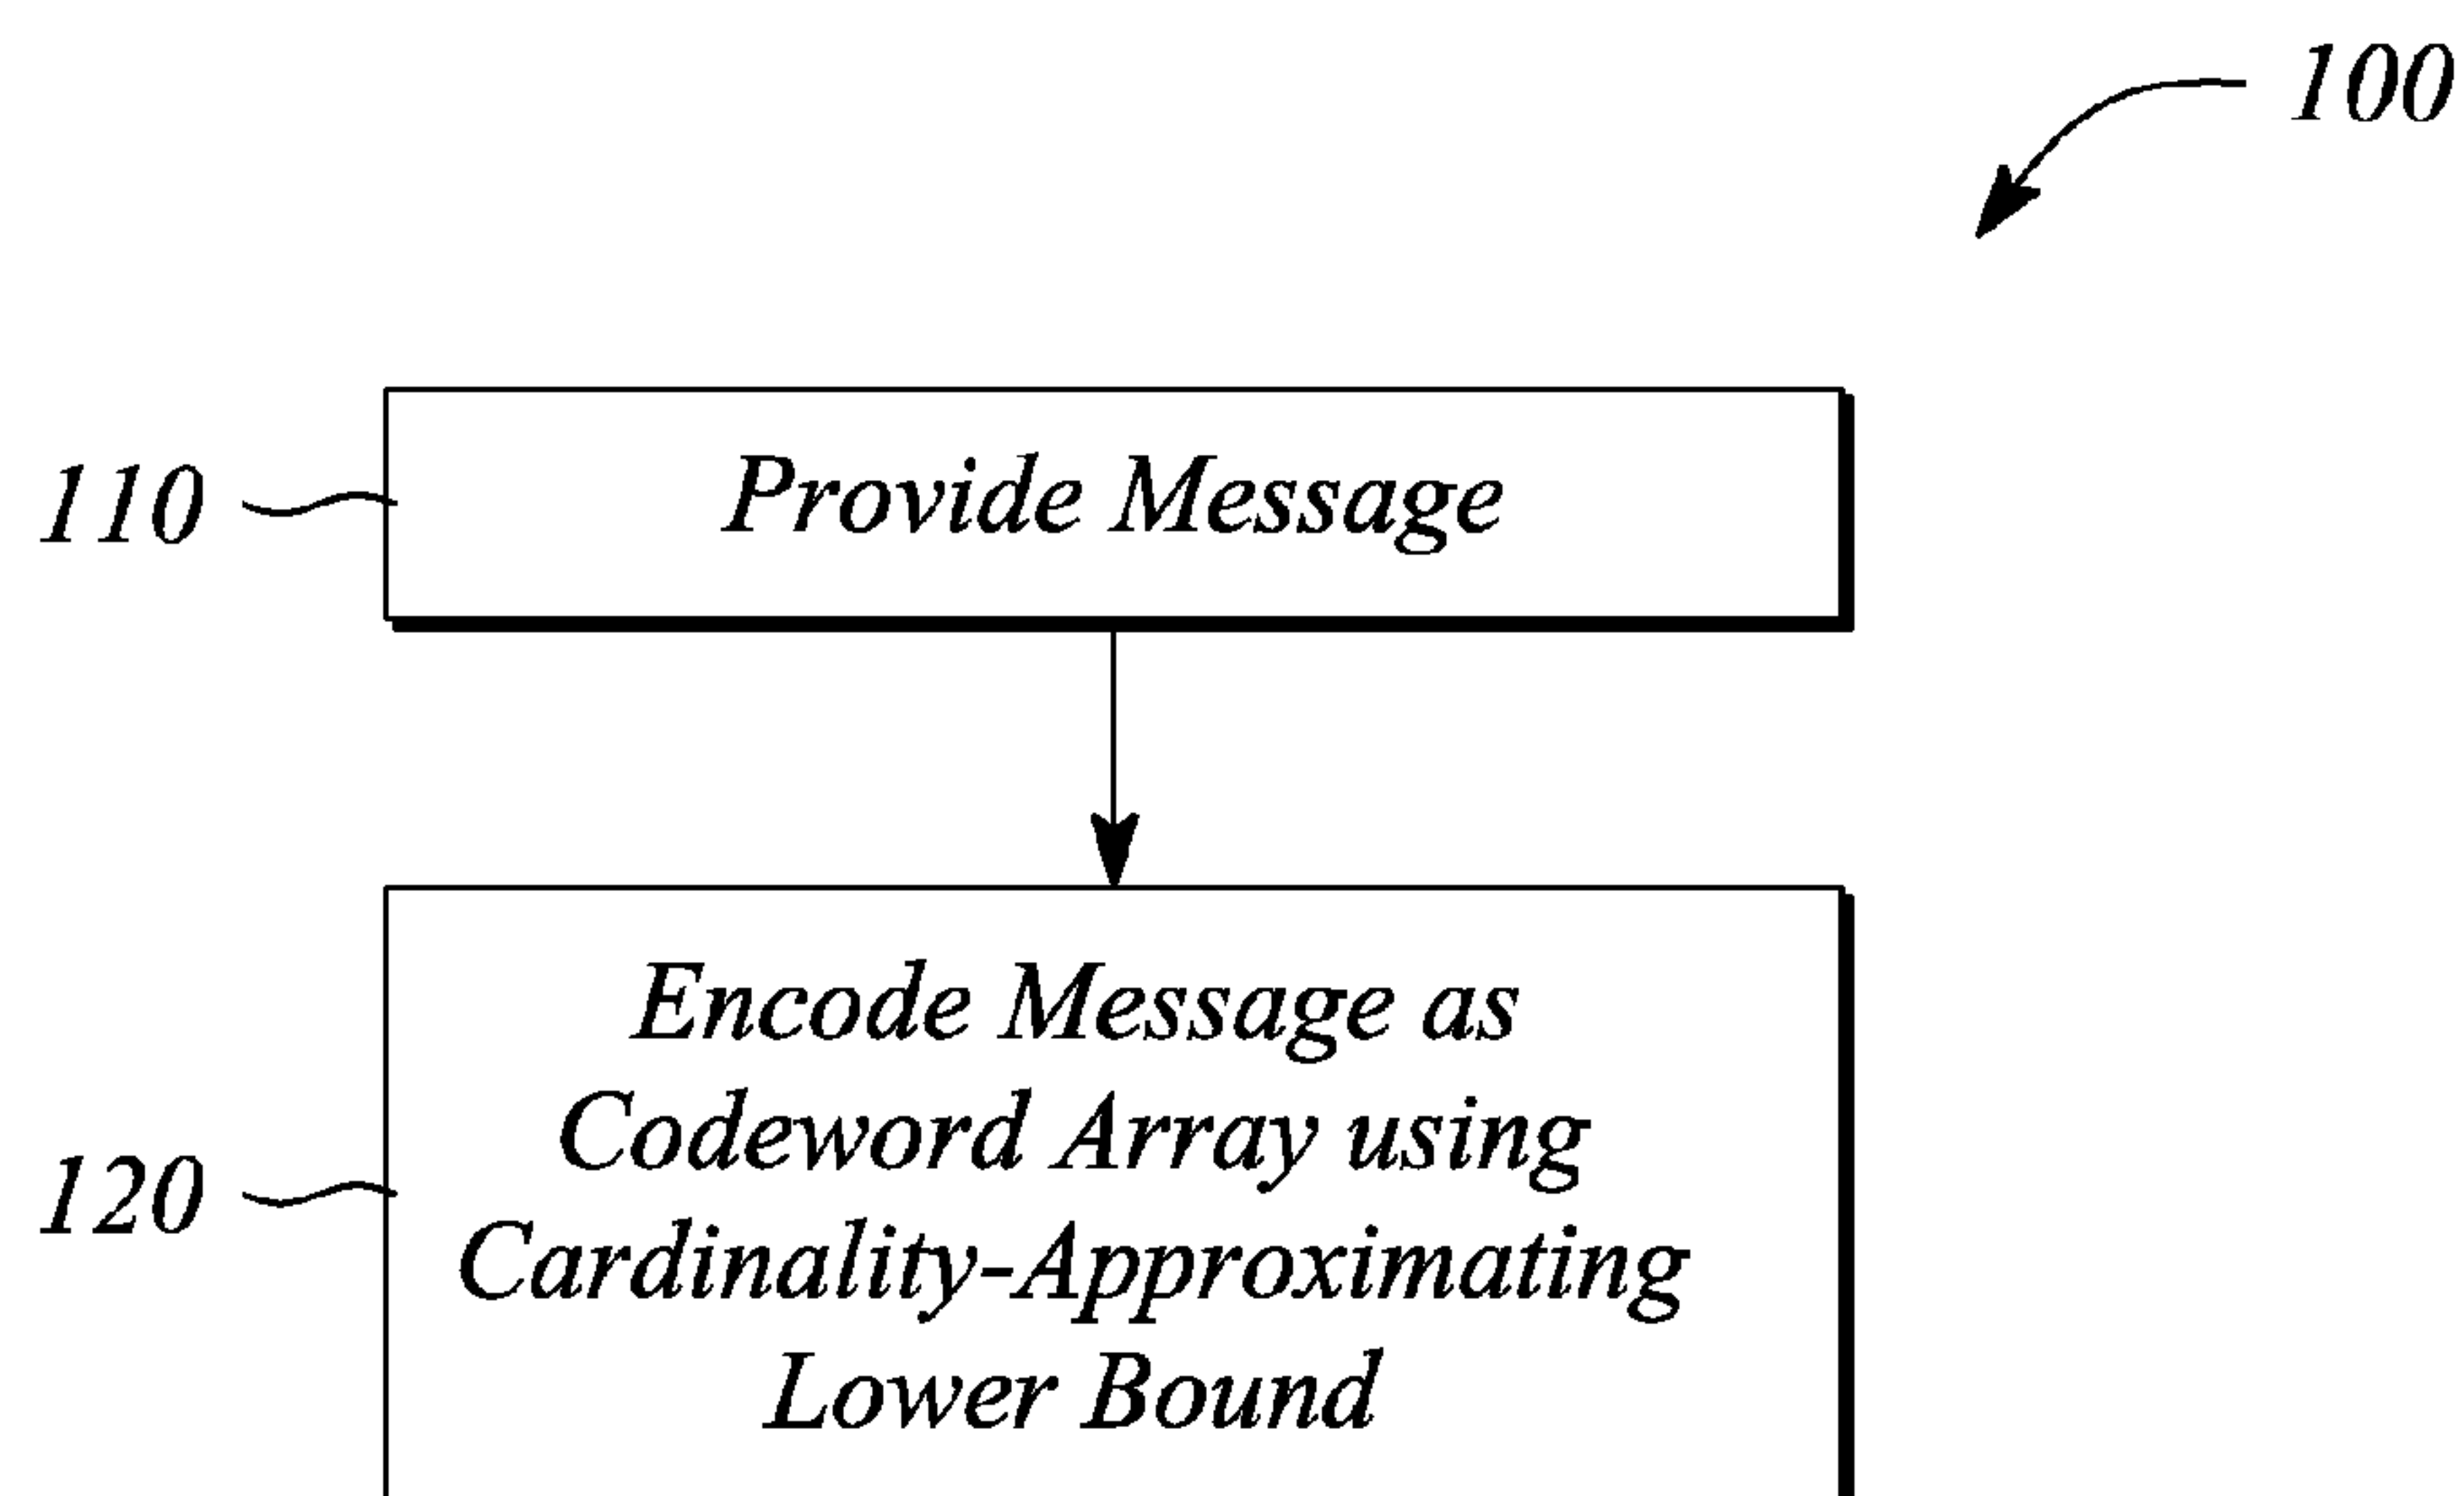 100
110
Provide Message
120
Encode Message as
Codeword Array using
Cardinality-Approximating
Lower Bound